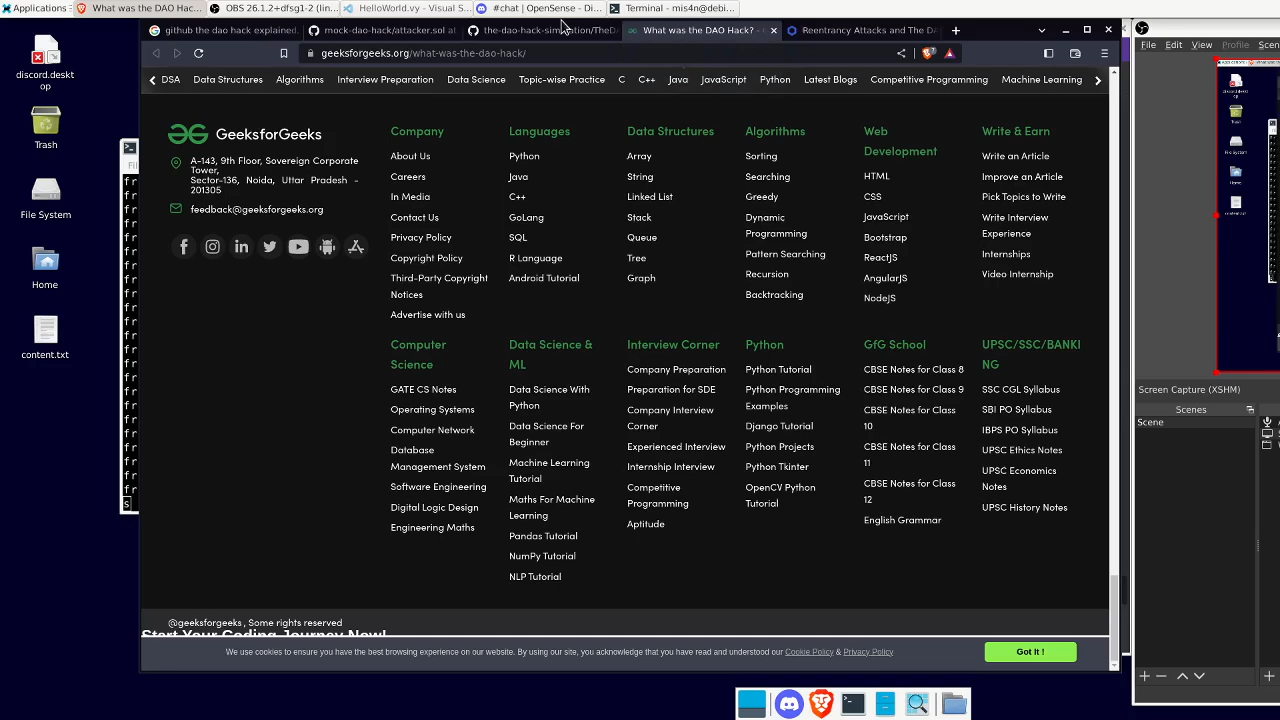 Applications
What was the DAO Hac...
OBS 26.1.2+dfsg1-2 (lin...
HelloWorld.vy - Vyral S...
#cfds | OpenSense - Di...
Terminal - mis4n@debi...
github the dao hack explained.
mock-dao-hack/attacker.sol at
the-dao-hack-simulation/TheD
What was the DAO Hack? -
Reentrancy Attacks and The DA
geeksforgeeks.org/what-was-the-dao-hack/
File Edit View Profile Scen
DSA Data Structures Algorithms Interview Preparation Data Science Topic-wise Practice C C++ Java JavaScript Python Latest Blogs Competitive Programming Machine Learning
discord.deskt
op
Trash
File System
Home
content.txt
GeeksforGeeks
A-143, 9th Floor, Sovereign Corporate
Tower,
Sector-136, Noida, Uttar Pradesh -
201305
feedback@geeksforgeeks.org
Company
About Us
Careers
In Media
Contact Us
Privacy Policy
Copyright Policy
Third-Party Copyright
Notices
Advertise with us
Languages
Python
Java
C++
GoLang
SQL
R Language
Android Tutorial
Data Structures
Array
String
Linked List
Stack
Queue
Tree
Graph
Algorithms
Sorting
Searching
Greedy
Dynamic
Programming
Pattern Searching
Recursion
Backtracking
Web
Development
HTML
CSS
JavaScript
Bootstrap
ReactJS
AngularJS
NodeJS
Write & Earn
Write an Article
Improve an Article
Pick Topics to Write
Write Interview
Experience
Internships
Video Internship
Computer
Science
GATE CS Notes
Operating Systems
Computer Network
Database
Management System
Software Engineering
Digital Logic Design
Engineering Maths
Data Science &
ML
Data Science With
Python
Data Science For
Beginner
Machine Learning
Tutorial
Maths For Machine
Learning
Pandas Tutorial
NumPy Tutorial
NLP Tutorial
Interview Corner
Company Preparation
Preparation for SDE
Company Interview
Corner
Experienced Interview
Internship Interview
Competitive
Programming
Aptitude
Python
Python Tutorial
Python Programming
Examples
Django Tutorial
Python Projects
Python Tkinter
OpenCV Python
Tutorial
GfG School
CBSE Notes for Class 8
CBSE Notes for Class 9
CBSE Notes for Class
10
CBSE Notes for Class
11
CBSE Notes for Class
12
English Grammar
UPSC/SSC/BANKI
NG
SSC CGL Syllabus
SBI PO Syllabus
IBPS PO Syllabus
UPSC Ethics Notes
UPSC Economics
Notes
UPSC History Notes
@geeksforgeeks , Some rights reserved
Start Your Coding Journey Now!
We use cookies to ensure you have the best browsing experience on our website. By using our site, you acknowledge that you have read and understood our Cookie Policy & Privacy Policy
Got It !
Screen Capture (XSHM)
Scenes
Scene